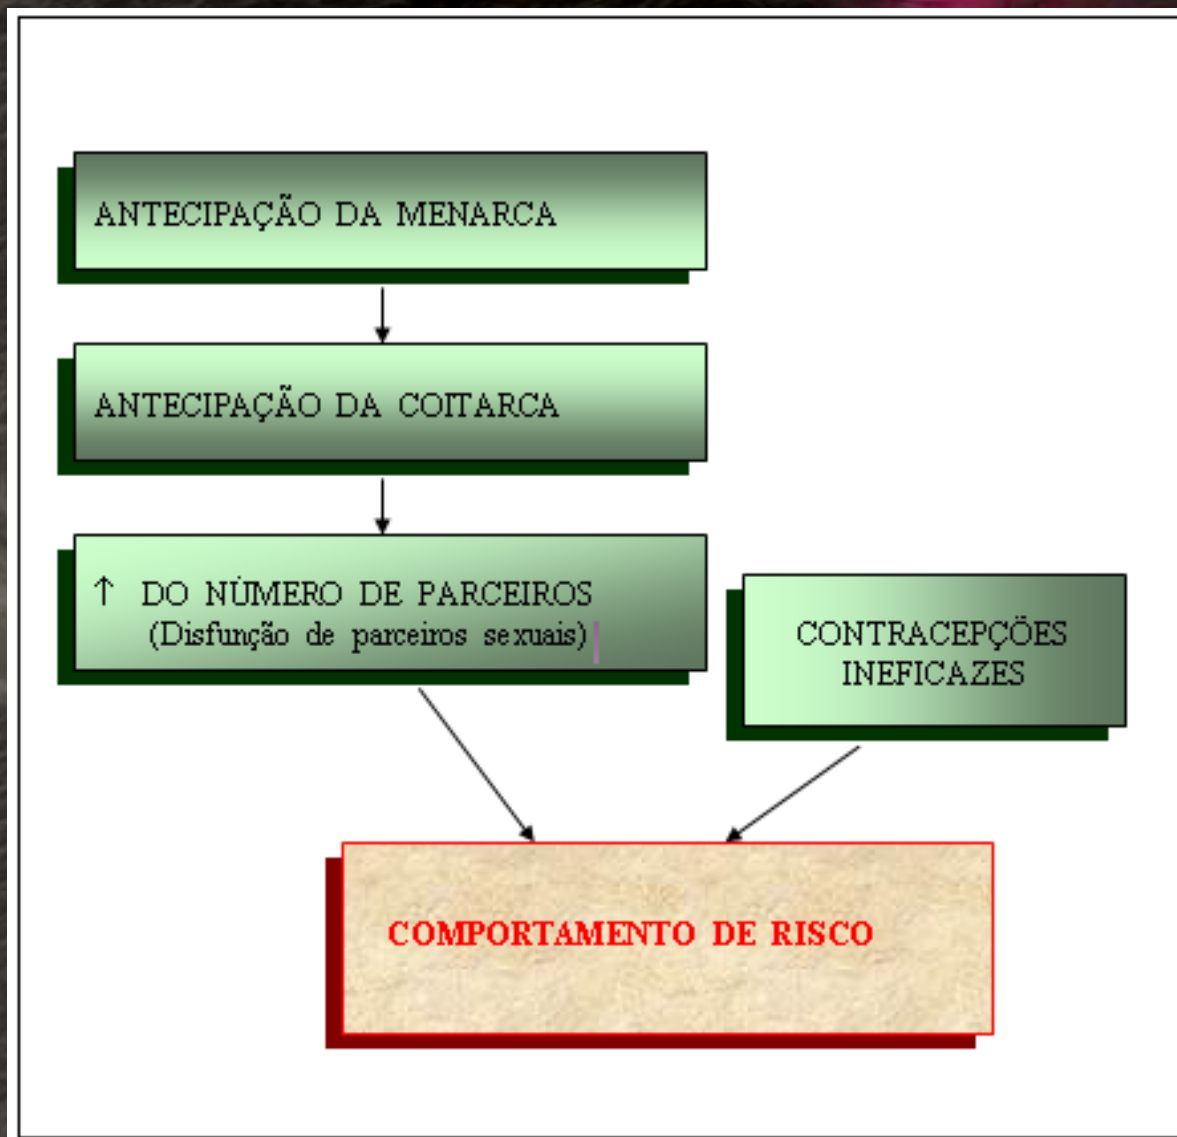 ANTECIPAÇÃO DA MENARCA
ANTECIPAÇÃO DA COITARCA
↑ DO NÚMERO DE PARCEIROS
(Disfunção de parceiros sexuais)
CONTRACEPÇÕES
INEFICAZES
COMPORTAMENTO DE RISCO